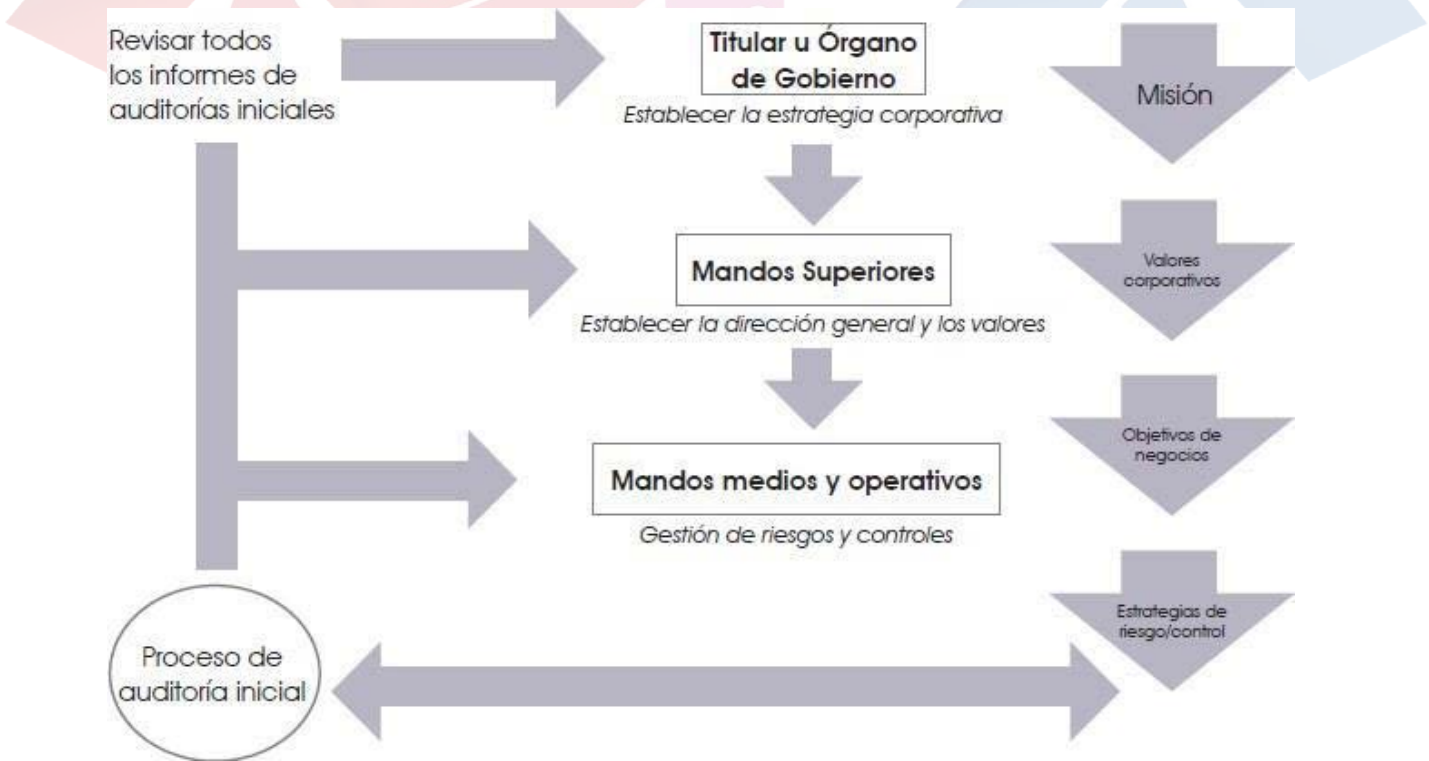 Revisar todos
los informes de
auditorías iniciales
Titular u Órgano
de Gobierno
Establecer la estrategia corporativa
Misión
Mandos Superiores
Establecer la dirección general y los valores
Valores
corporativos
Mandos medios y operativos
Gestión de riesgos y controles
Objetivos de
negocios
Estrategias de
riesgo/control
Proceso de
auditoría inicial